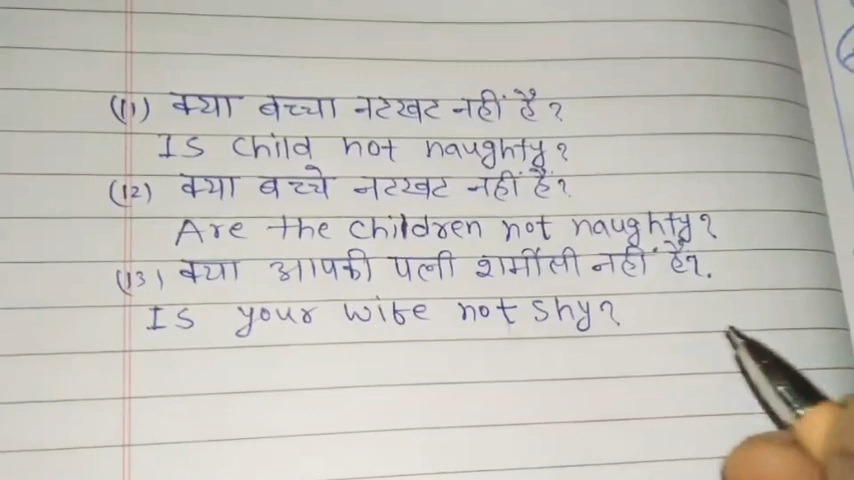 (11) क्या बच्चा नटखट नहीं है?
Is child not naughty?
(12) क्या बच्चे नटखट नहीं हैं?
Are the children not naughty?
(13) क्या आपकी पत्नी शर्मीली नहीं है?.
Is your wife not shy?